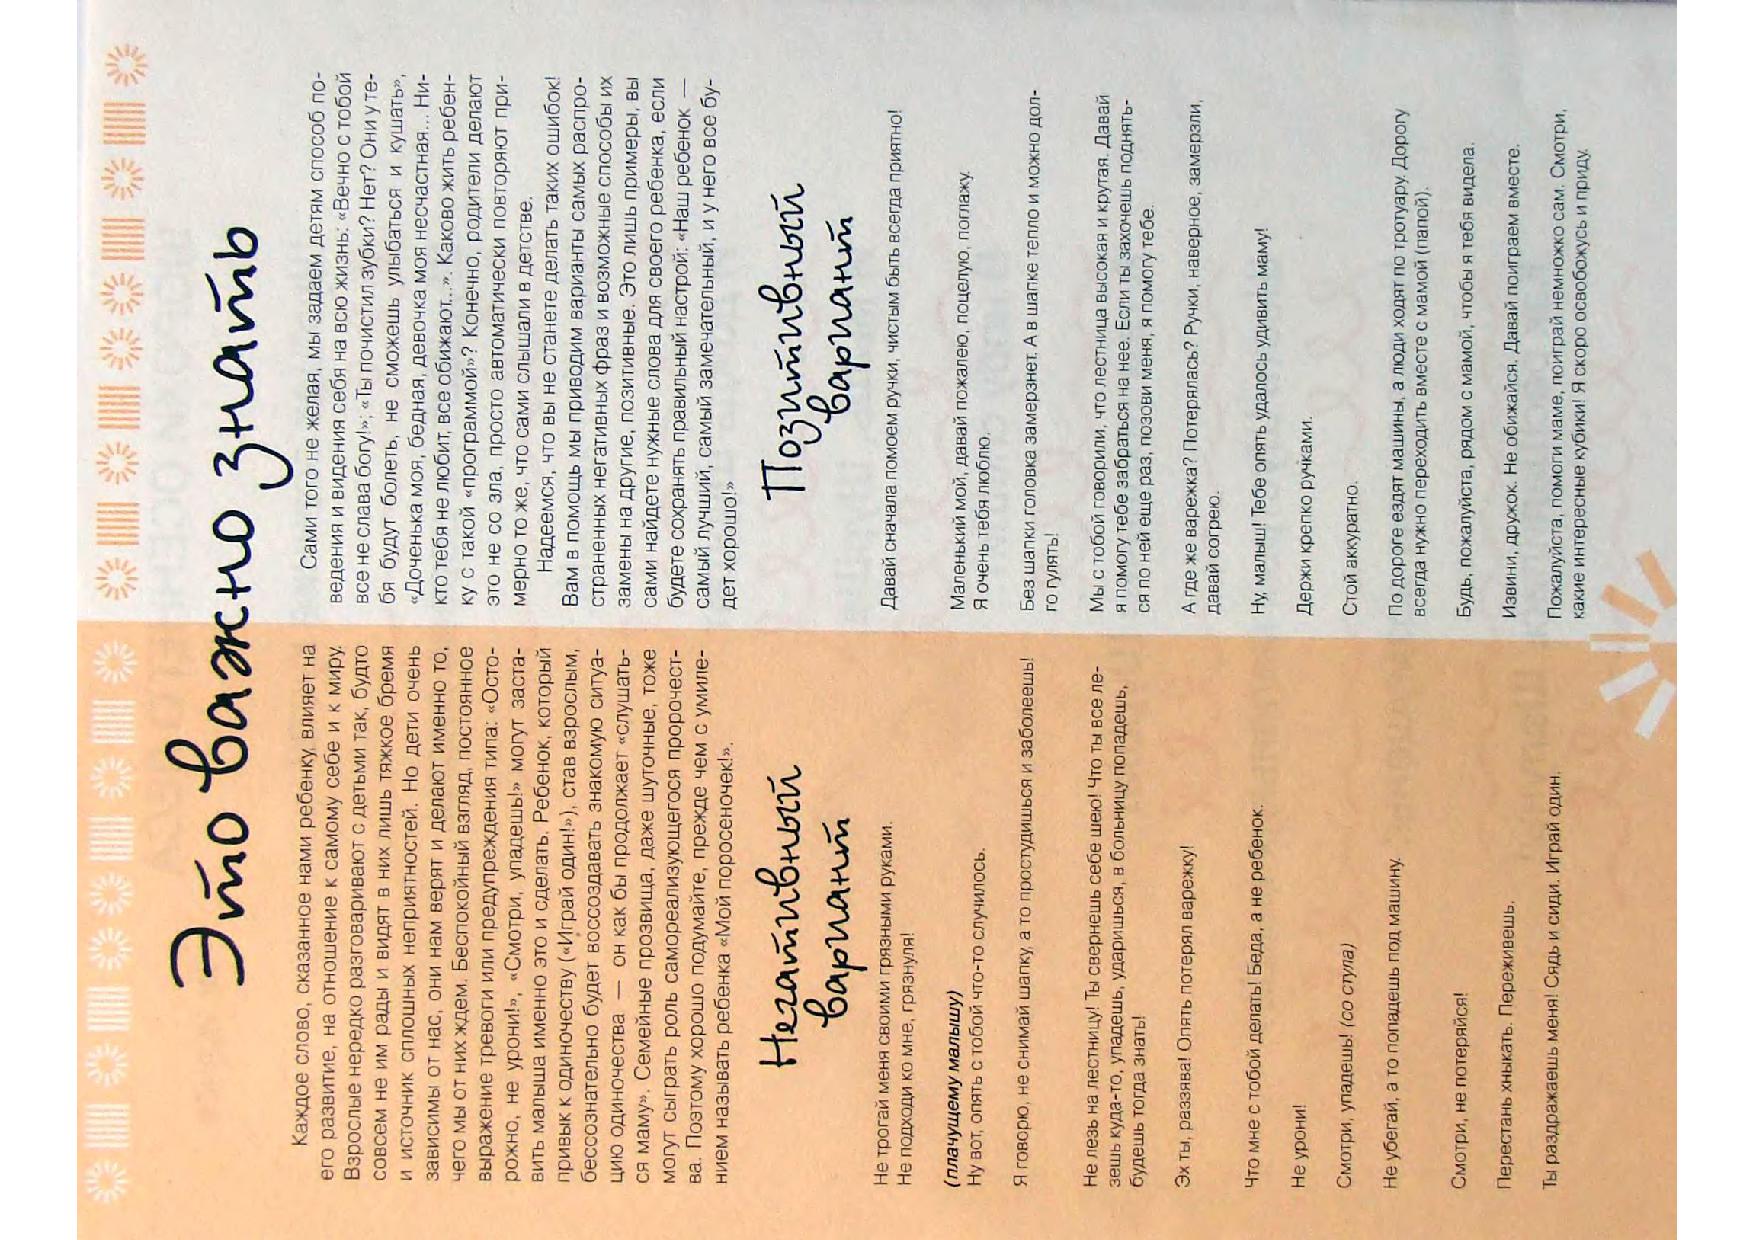 Это важно знать
Каждое слово, сказанное нами ребенку, влияет на
его развитие, на отношение к самому себе и к миру.
Взрослые нередко разговаривают с детьми так, будто
совсем не им рады и видят в них лишь тяжкое бремя
и источник сплошных неприятностей. Но дети очень
зависимы от нас, они нам верят и делают именно то,
чего мы от них ждем. Беспокойный взгляд, постоянное
выражение тревоги или предупреждения типа: «Осто-
рожно, не урони!», «Смотри, упадешь!» могут заста-
вить малыша именно это и сделать. Ребенок, который
привык к одиночеству («Играй один!»), став взрослым,
бессознательно будет воссоздавать знакомую ситуа-
цию одиночества — он как бы продолжает «слушать-
ся маму». Семейные прозвища, даже шуточные, тоже
могут сыграть роль самореализующегося пророчест-
ва. Поэтому хорошо подумайте, прежде чем с умиле-
нием называть ребенка «Мой поросеночек!».
Сами того не желая, мы задаем детям способ по-
ведения и видения себя на всю жизнь: «Вечно с тобой
все не слава богу!»; «Ты почистил зубки? Нет? Они у те-
бя будут болеть, не сможешь улыбаться и кушать»,
«Доченька моя, бедная, девочка моя несчастная... Ни-
кто тебя не любит, все обижают...». Каково жить ребен-
ку с такой «программой»? Конечно, родители делают
это не со зла, просто автоматически повторяют при-
мерно то же, что сами слышали в детстве.
Надеемся, что вы не станете делать таких ошибок!
Вам в помощь мы приводим варианты самых распро-
страненных негативных фраз и возможные способы их
замены на другие, позитивные. Это лишь примеры, вы
сами найдете нужные слова для своего ребенка, если
будете сохранять правильный настрой: «Наш ребенок —
самый лучший, самый замечательный, и у него все бу-
дет хорошо!»
Негативный
вариант
Позитивный
вариант
Не трогай меня своими грязными руками.
Не подходи ко мне, грязнуля!
Давай сначала помоем ручки, чистым быть всегда приятно!
(плачущему малышу)
Ну вот, опять с тобой что-то случилось.
Маленький мой, давай пожалею, поцелую, поглажу.
Я очень тебя люблю.
Я говорю, не снимай шапку, а то простудишься и заболеешь!
Без шапки головка замерзнет. А в шапке тепло и можно дол-
го гулять!
Не лезь на лестницу! Ты свернешь себе шею! Что ты все ле-
зешь куда-то, упадешь, ударишься, в больницу попадешь,
будешь тогда знать!
Мы с тобой говорили, что лестница высокая и крутая. Давай
я помогу тебе забраться на нее. Если ты захочешь поднять-
ся по ней еще раз, позови меня, я помогу тебе.
Эх ты, раззява! Опять потерял варежку!
А где же варежка? Потерялась? Ручки, наверное, замерзли,
давай согрею.
Что мне с тобой делать! Беда, а не ребенок.
Ну, малыш! Тебе опять удалось удивить маму!
Не урони!
Держи крепко ручками.
Смотри, упадешь! (со стула)
Стой аккуратно.
Не убегай, а то попадешь под машину.
По дороге ездят машины, а люди ходят по тротуару. Дорогу
всегда нужно переходить вместе с мамой (папой).
Смотри, не потеряйся!
Будь, пожалуйста, рядом с мамой, чтобы я тебя видела.
Перестань хныкать. Переживешь.
Извини, дружок. Не обижайся. Давай поиграем вместе.
Ты раздражаешь меня! Сядь и сиди. Играй один.
Пожалуйста, помоги маме, поиграй немножко сам. Смотри,
какие интересные кубики! Я скоро освобожусь и приду.